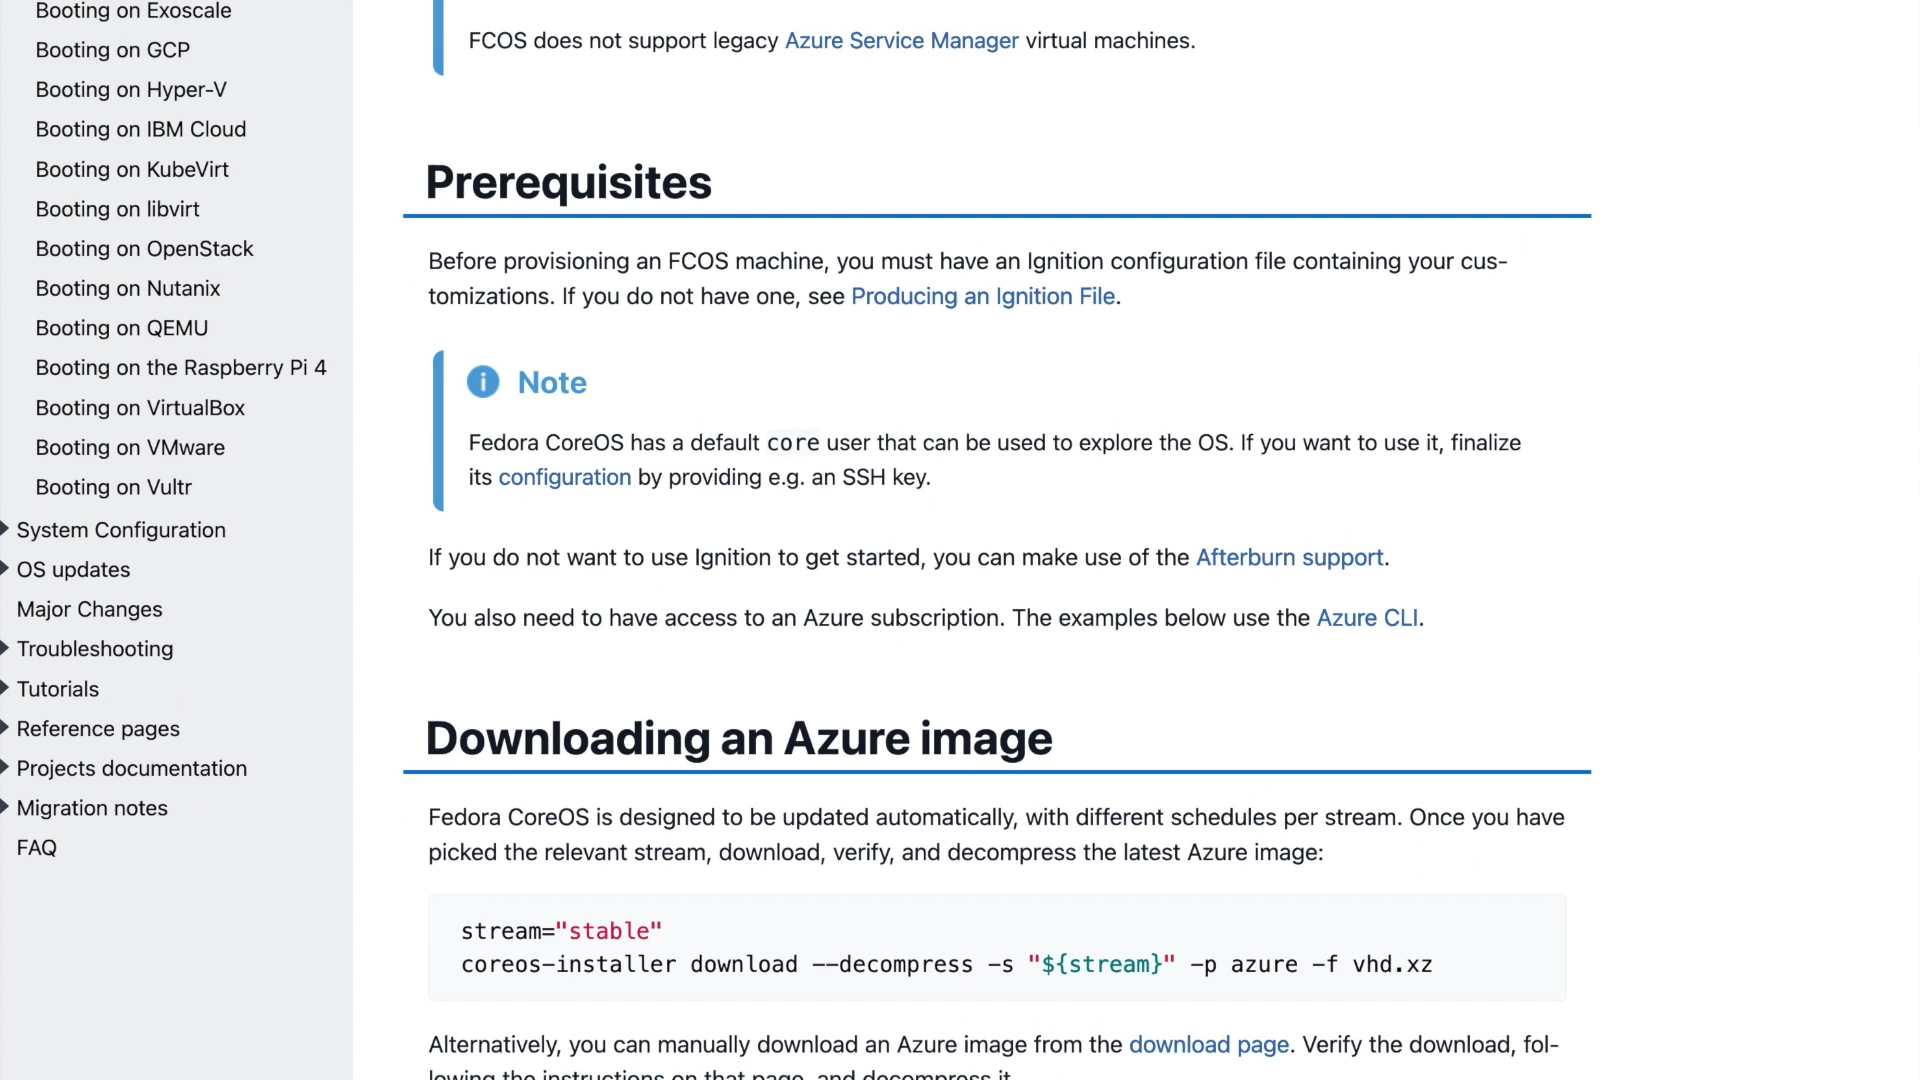 Booting on Exoscale
Booting on GCP
Booting on Hyper-V
Booting on IBM Cloud
Booting on KubeVirt
Booting on libvirt
Booting on OpenStack
Booting on Nutanix
Booting on QEMU
Booting on the Raspberry Pi 4
Booting on VirtualBox
Booting on VMware
Booting on Vultr
System Configuration
OS updates
Major Changes
Troubleshooting
Tutorials
Reference pages
Projects documentation
Migration notes
FAQ
FCOS does not support legacy Azure Service Manager virtual machines.
Prerequisites
Before provisioning an FCOS machine, you must have an Ignition configuration file containing your cus-
tomizations. If you do not have one, see Producing an Ignition File.
Note
Fedora CoreOS has a default core user that can be used to explore the OS. If you want to use it, finalize
its configuration by providing e.g. an SSH key.
If you do not want to use Ignition to get started, you can make use of the Afterburn support.
You also need to have access to an Azure subscription. The examples below use the Azure CLI.
Downloading an Azure image
Fedora CoreOS is designed to be updated automatically, with different schedules per stream. Once you have
picked the relevant stream, download, verify, and decompress the latest Azure image:
stream="stable"
coreos-installer download --decompress -s "${stream}" -p azure -f vhd.xz
Alternatively, you can manually download an Azure image from the download page. Verify the download, fol-
lowing the instructions on that page, and decompress it.